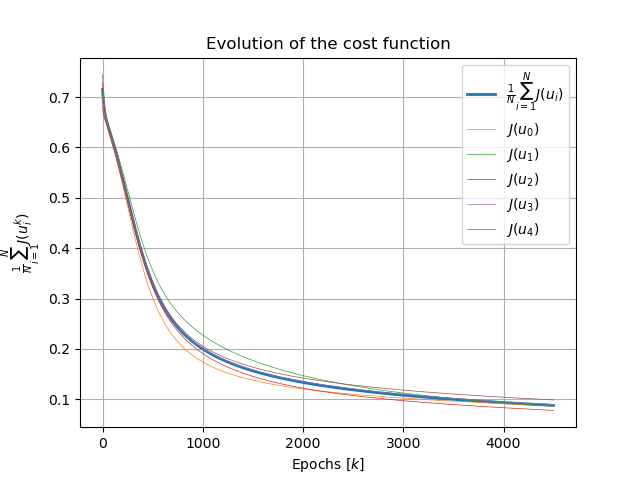 Evolution of the cost function
1/N ∑_{i=1}^{N} J(u_i)
J(u_0)
J(u_1)
J(u_2)
J(u_3)
J(u_4)
1/N ∑_{i=1}^{N} J(u_i^k)
0.7
0.6
0.5
0.4
0.3
0.2
0.1
0 1000 2000 3000 4000
Epochs [k]